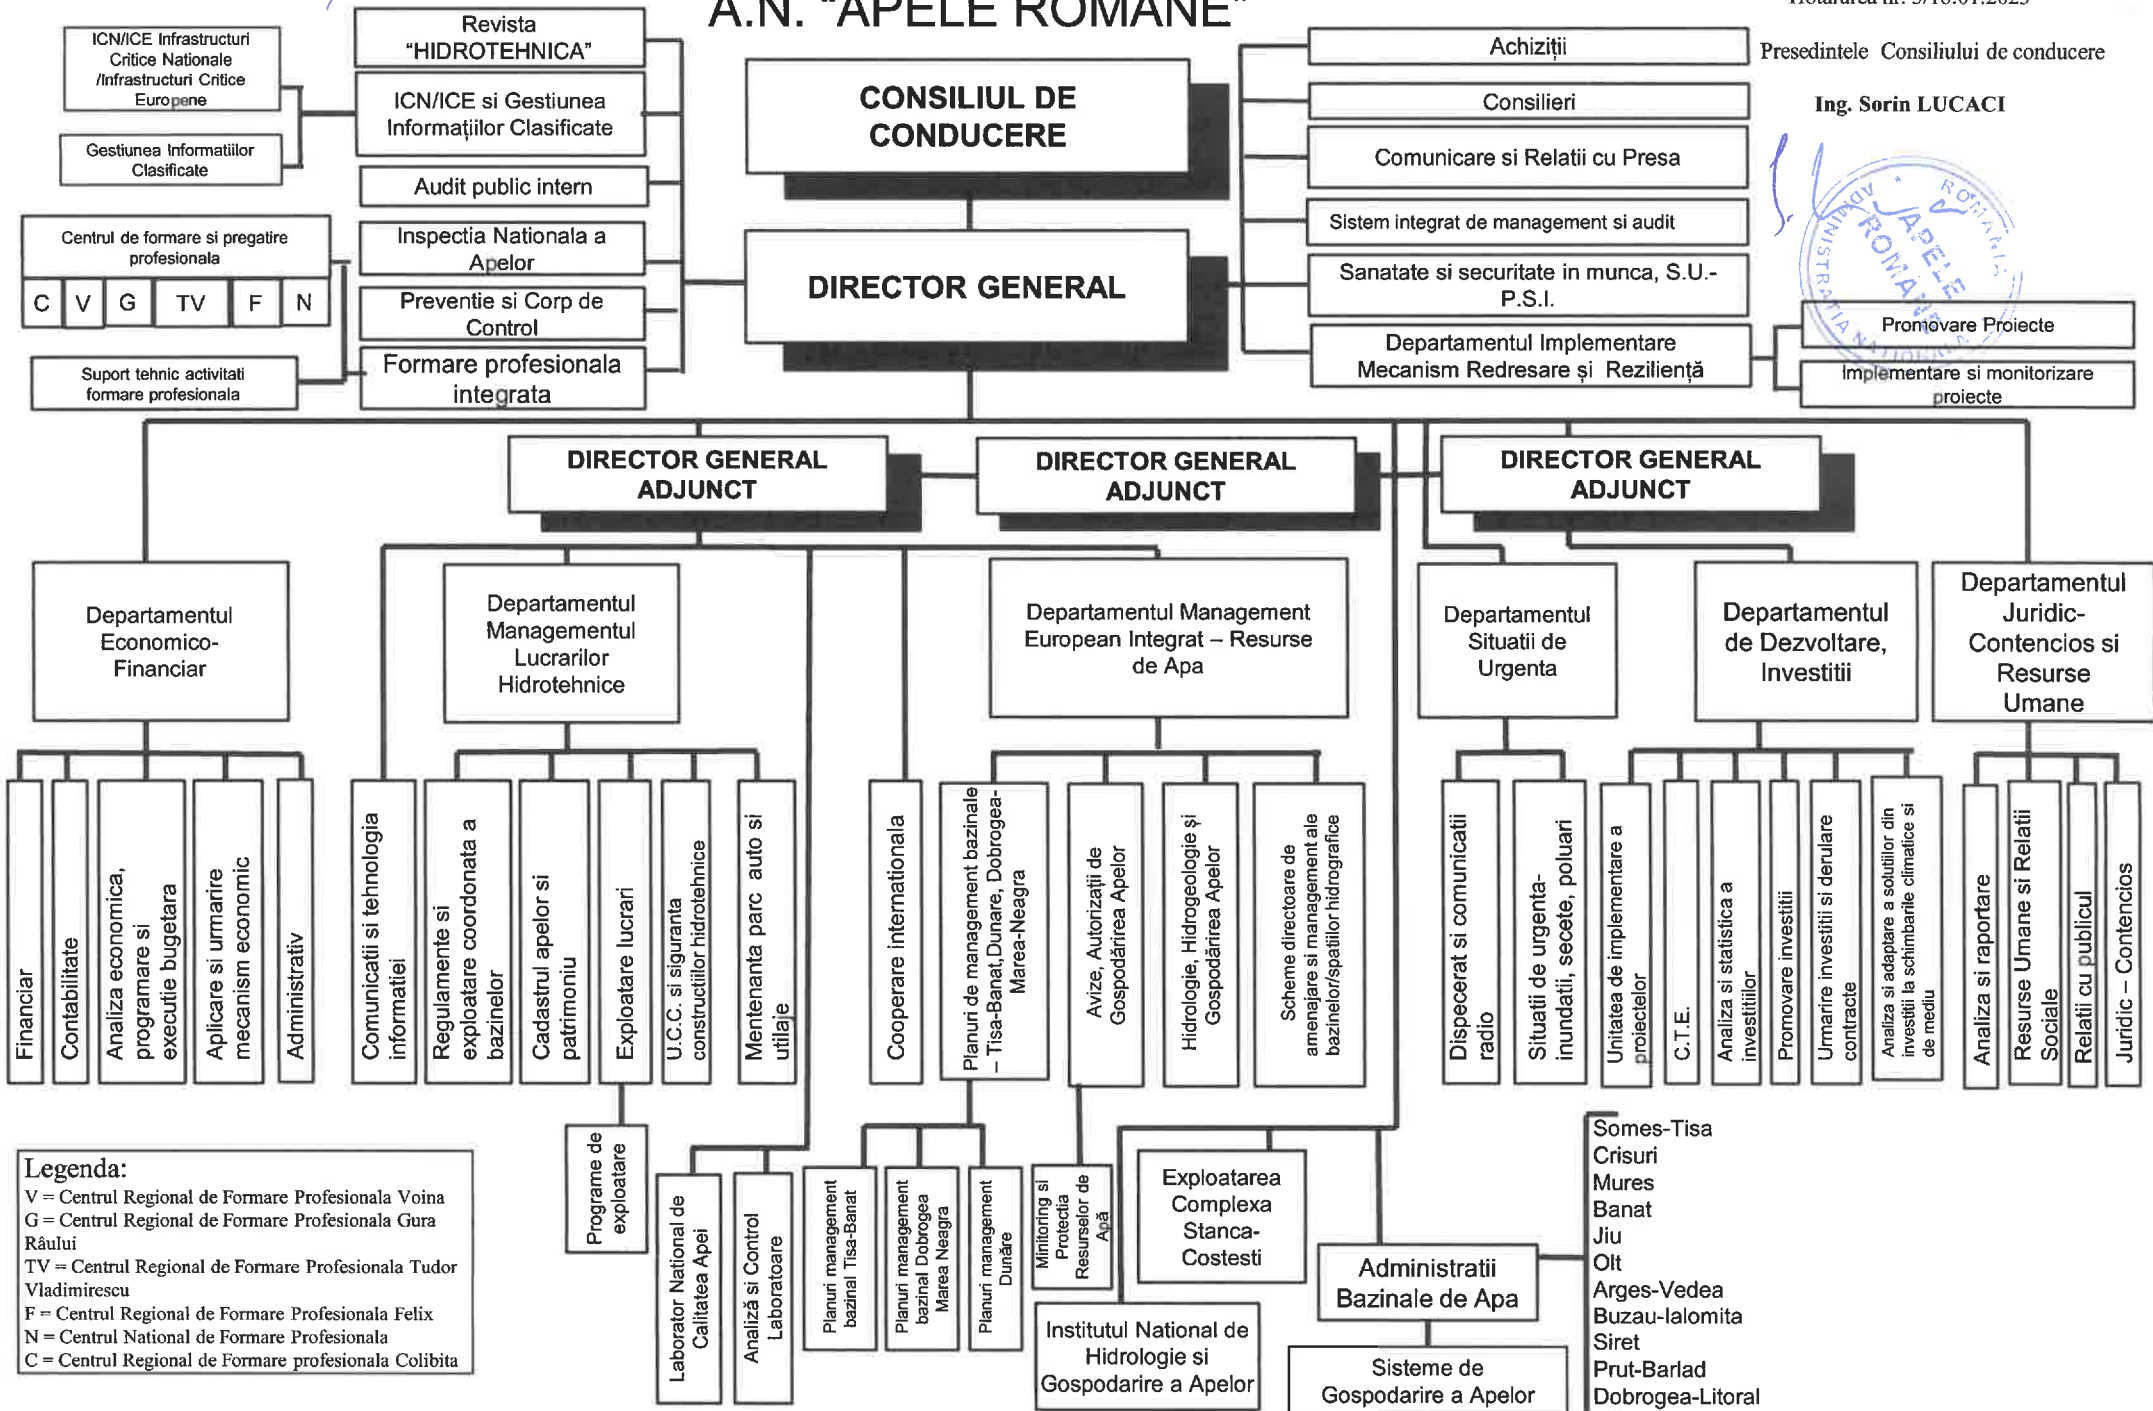 A.N. "APELE ROMANE"
Presedintele Consiliului de conducere
Ing. Sorin LUCACI
ADMINISTRATIA NATIONALA
ROMANIA
APELE
ROMÂNE
ICN/ICE Infrastructuri
Critice Nationale
/Infrastructuri Critice
Europene
Gestiunea Informatiilor
Clasificate
Revista
"HIDROTEHNICA"
ICN/ICE si Gestiunea
Informațiilor Clasificate
Audit public intern
Inspectia Nationala a
Apelor
Preventie si Corp de
Control
Formare profesionala
integrata
Centrul de formare si pregatire
profesionala
C V G TV F N
Suport tehnic activitati
formare profesionala
CONSILIUL DE
CONDUCERE
DIRECTOR GENERAL
Achiziții
Consilieri
Comunicare si Relatii cu Presa
Sistem integrat de management si audit
Sanatate si securitate in munca, S.U.-
P.S.I.
Departamentul Implementare
Mecanism Redresare și Reziliență
Promovare Proiecte
Implementare si monitorizare
proiecte
DIRECTOR GENERAL
ADJUNCT
DIRECTOR GENERAL
ADJUNCT
DIRECTOR GENERAL
ADJUNCT
Departamentul
Economico-
Financiar
Departamentul
Managementul
Lucrarilor
Hidrotehnice
Departamentul Management
European Integrat – Resurse
de Apa
Departamentul
Situatii de
Urgenta
Departamentul
de Dezvoltare,
Investitii
Departamentul
Juridic-
Contencios si
Resurse
Umane
Financiar
Contabilitate
Analiza economica,
programare si
executie bugetara
Aplicare si urmarire
mecanism economic
Administrativ
Comunicatii si tehnologia
informatiei
Regulamente si
exploatare coordonata a
bazinelor
Cadastrul apelor si
patrimoniu
Exploatare lucrari
U.C.C. si siguranta
constructiilor hidrotehnice
Mentenanta parc auto si
utilaje
Cooperare internationala
Planuri de management bazinale
– Tisa-Banat,Dunare, Dobrogea-
Marea-Neagra
Avize, Autorizații de
Gospodărirea Apelor
Hidrologie, Hidrogeologie și
Gospodărirea Apelor
Scheme directoare de
amenajare si management ale
bazinelor/spatiilor hidrografice
Dispecerat si comunicatii
radio
Situatii de urgenta-
inundatii, secete, poluari
Unitatea de implementare a
proiectelor
C.T.E.
Analiza si statistica a
investitiilor
Promovare investitii
Urmarire investitii si derulare
contracte
Analiza si adaptare a solutiilor din
investitii la schimbarile climatice si
de mediu
Analiza si raportare
Resurse Umane si Relatii
Sociale
Relatii cu publicul
Juridic – Contencios
Programe de
exploatare
Laborator National de
Calitatea Apei
Analiză si Control
Laboratoare
Planuri management
bazinal Tisa-Banat
Planuri management
bazinal Dobrogea
Marea Neagra
Planuri management
Dunăre
Minitoring si
Protectia
Resurselor de
Apă
Exploatarea
Complexa
Stanca-
Costesti
Institutul National de
Hidrologie si
Gospodarire a Apelor
Administratii
Bazinale de Apa
Sisteme de
Gospodarire a Apelor
Somes-Tisa
Crisuri
Mures
Banat
Jiu
Olt
Arges-Vedea
Buzau-Ialomita
Siret
Prut-Barlad
Dobrogea-Litoral
Legenda:
V = Centrul Regional de Formare Profesionala Voina
G = Centrul Regional de Formare Profesionala Gura
Râului
TV = Centrul Regional de Formare Profesionala Tudor
Vladimirescu
F = Centrul Regional de Formare Profesionala Felix
N = Centrul National de Formare Profesionala
C = Centrul Regional de Formare profesionala Colibita